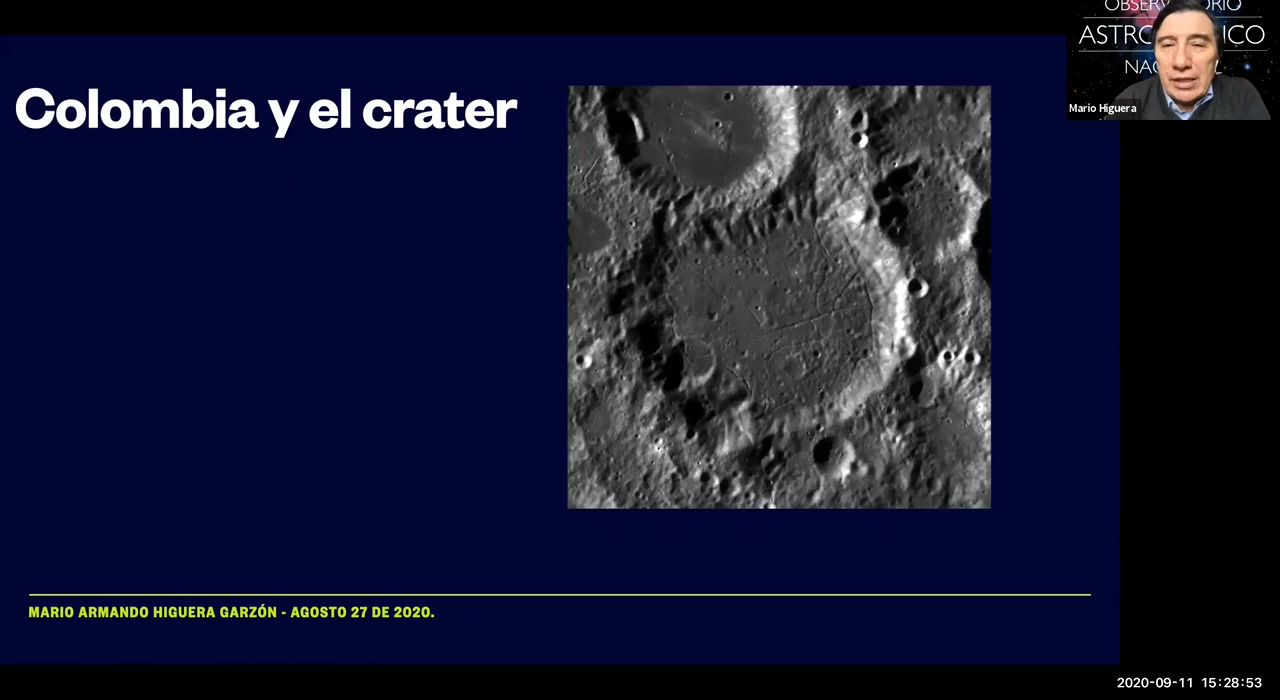 Colombia y el crater
Mario Higuera
MARIO ARMANDO HIGUERA GARZÓN - AGOSTO 27 DE 2020.
2020-09-11 15:28:53